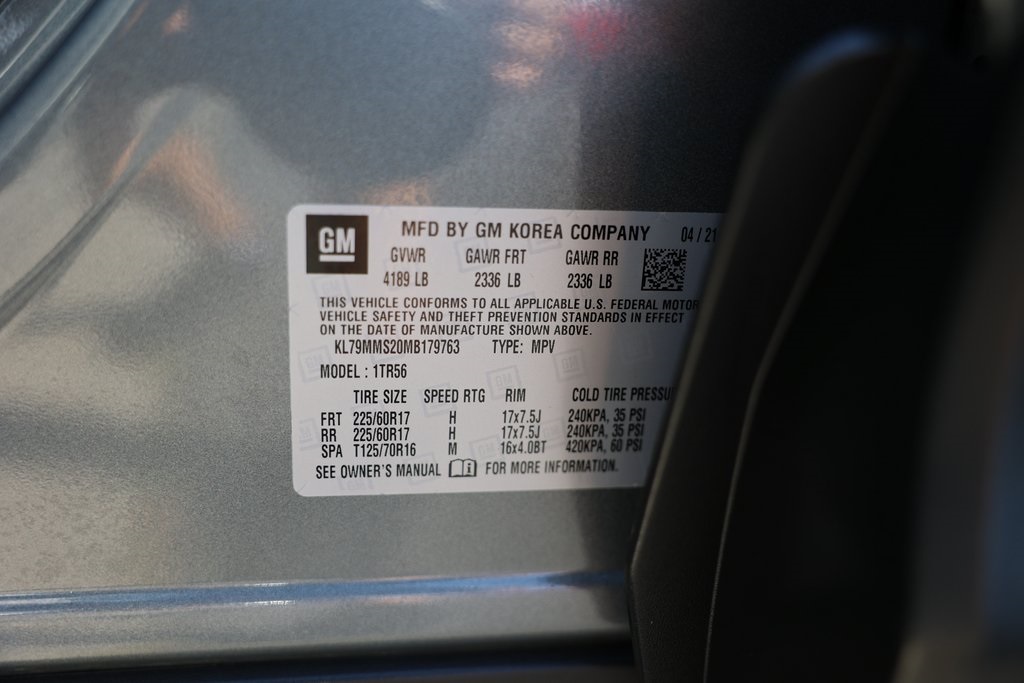 GM MFD BY GM KOREA COMPANY 04/21
GVWR GAWR FRT GAWR RR
4189 LB 2336 LB 2336 LB
THIS VEHICLE CONFORMS TO ALL APPLICABLE U.S. FEDERAL MOTOR
VEHICLE SAFETY AND THEFT PREVENTION STANDARDS IN EFFECT
ON THE DATE OF MANUFACTURE SHOWN ABOVE.
KL79MMS20MB179763 TYPE: MPV
MODEL : 1TR56
TIRE SIZE SPEED RTG RIM COLD TIRE PRESSU
FRT 225/60R17 H 17x7.5J 240KPA, 35 PSI
RR 225/60R17 H 17x7.5J 240KPA, 35 PSI
SPA T125/70R16 M 16x4.0BT 420KPA, 60 PSI
SEE OWNER'S MANUAL FOR MORE INFORMATION.